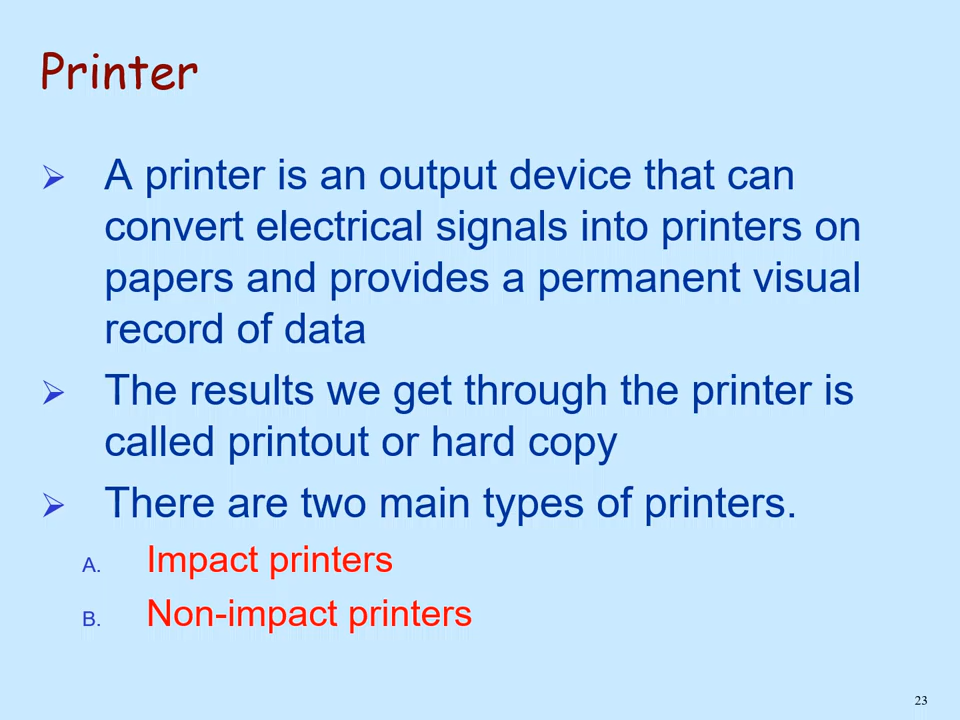 Printer
➢ A printer is an output device that can
convert electrical signals into printers on
papers and provides a permanent visual
record of data
➢ The results we get through the printer is
called printout or hard copy
➢ There are two main types of printers.
A. Impact printers
B. Non-impact printers
23